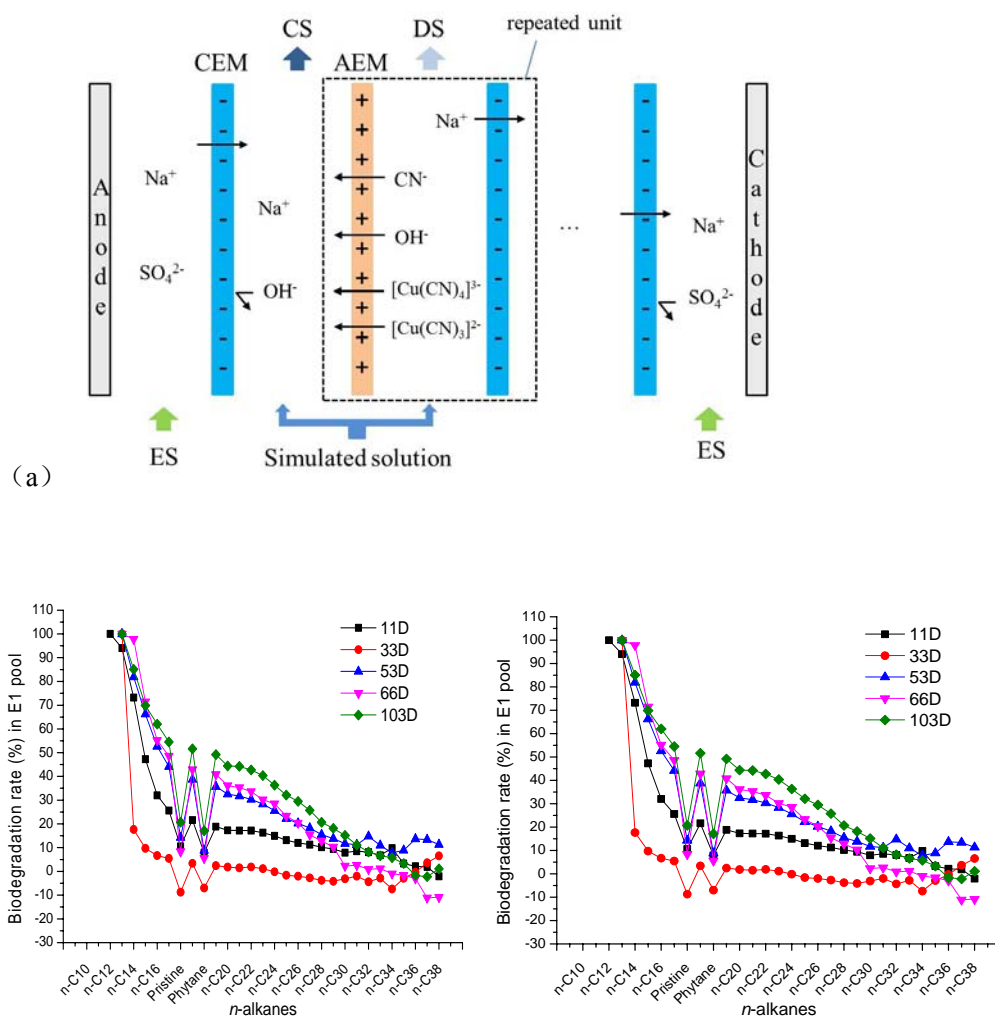 repeated unit
CS
DS
CEM
AEM
Anode
Cathode
Na⁺
CN⁻
Na⁺
Na⁺
Na⁺
OH⁻
…
SO₄²⁻
OH⁻
[Cu(CN)₄]³⁻
SO₄²⁻
[Cu(CN)₃]²⁻
ES
Simulated solution
ES
（a）
Biodegradation rate (%) in E1 pool
110
100
90
80
70
60
50
40
30
20
10
0
-10
-20
-30
11D
33D
53D
66D
103D
n-C10
n-C12
n-C14
n-C16
Pristine
Phytane
n-C20
n-C22
n-C24
n-C26
n-C28
n-C30
n-C32
n-C34
n-C36
n-C38
n-alkanes
Biodegradation rate (%) in E1 pool
110
100
90
80
70
60
50
40
30
20
10
0
-10
-20
-30
11D
33D
53D
66D
103D
n-C10
n-C12
n-C14
n-C16
Pristine
Phytane
n-C20
n-C22
n-C24
n-C26
n-C28
n-C30
n-C32
n-C34
n-C36
n-C38
n-alkanes